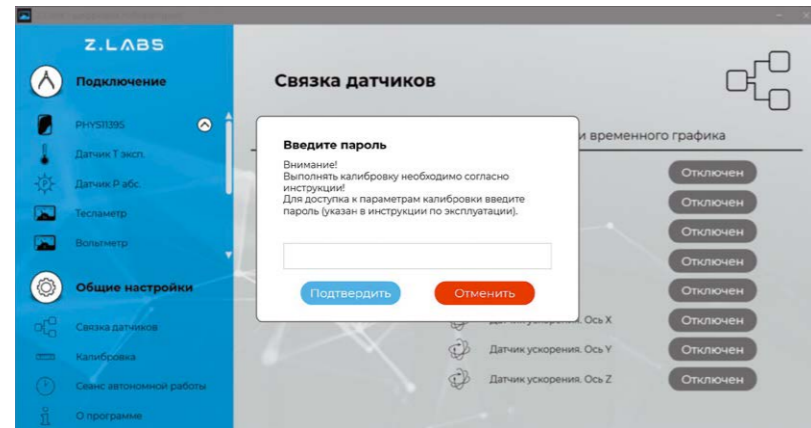 Z.LABS
Подключение
PHYS11395
Датчик T эксп.
Датчик P абс.
Тесламетр
Вольтметр
Общие настройки
Связка датчиков
Калибровка
Сеанс автономной работы
О программе
Связка датчиков
и временного графика
Введите пароль
Внимание!
Выполнять калибровку необходимо согласно
инструкции!
Для доступа к параметрам калибровки введите
пароль (указан в инструкции по эксплуатации).
Подтвердить
Отменить
Отключен
Отключен
Отключен
Отключен
Отключен
Датчик ускорения. Ось X
Отключен
Датчик ускорения. Ось Y
Отключен
Датчик ускорения. Ось Z
Отключен